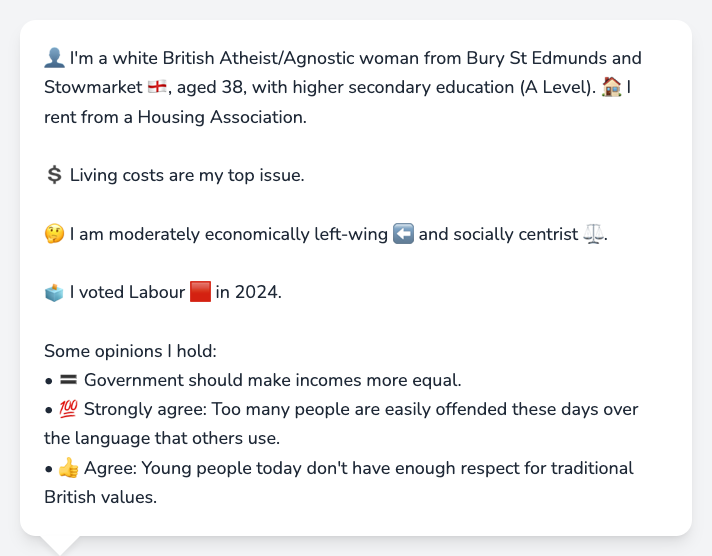 👤 I'm a white British Atheist/Agnostic woman from Bury St Edmunds and
Stowmarket 🏴󠁧󠁢󠁥󠁮󠁧󠁿, aged 38, with higher secondary education (A Level). 🏠 I
rent from a Housing Association.
💲 Living costs are my top issue.
🤔 I am moderately economically left-wing ⬅️ and socially centrist ⚖️.
🗳️ I voted Labour 🟥 in 2024.
Some opinions I hold:
• 🟰 Government should make incomes more equal.
• 💯 Strongly agree: Too many people are easily offended these days over
the language that others use.
• 👍 Agree: Young people today don't have enough respect for traditional
British values.